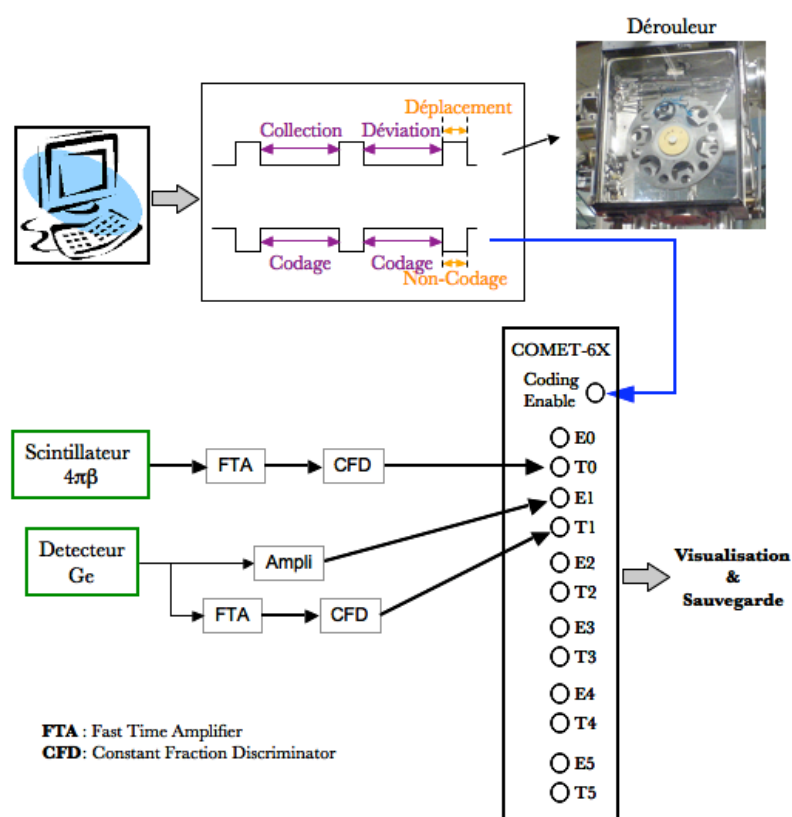 Dérouleur
Déplacement
Collection Déviation
Codage Codage
Non-Codage
COMET-6X
Coding
Enable
E0
Scintillateur
4πβ
FTA
CFD
T0
E1
Detecteur
Ge
Ampli
T1
FTA
CFD
E2
T2
Visualisation
&
Sauvegarde
E3
T3
E4
T4
FTA : Fast Time Amplifier
CFD: Constant Fraction Discriminator
E5
T5